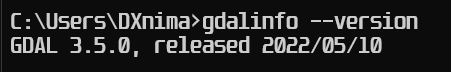 C:\Users\DXnima>gdalinfo --version
GDAL 3.5.0, released 2022/05/10